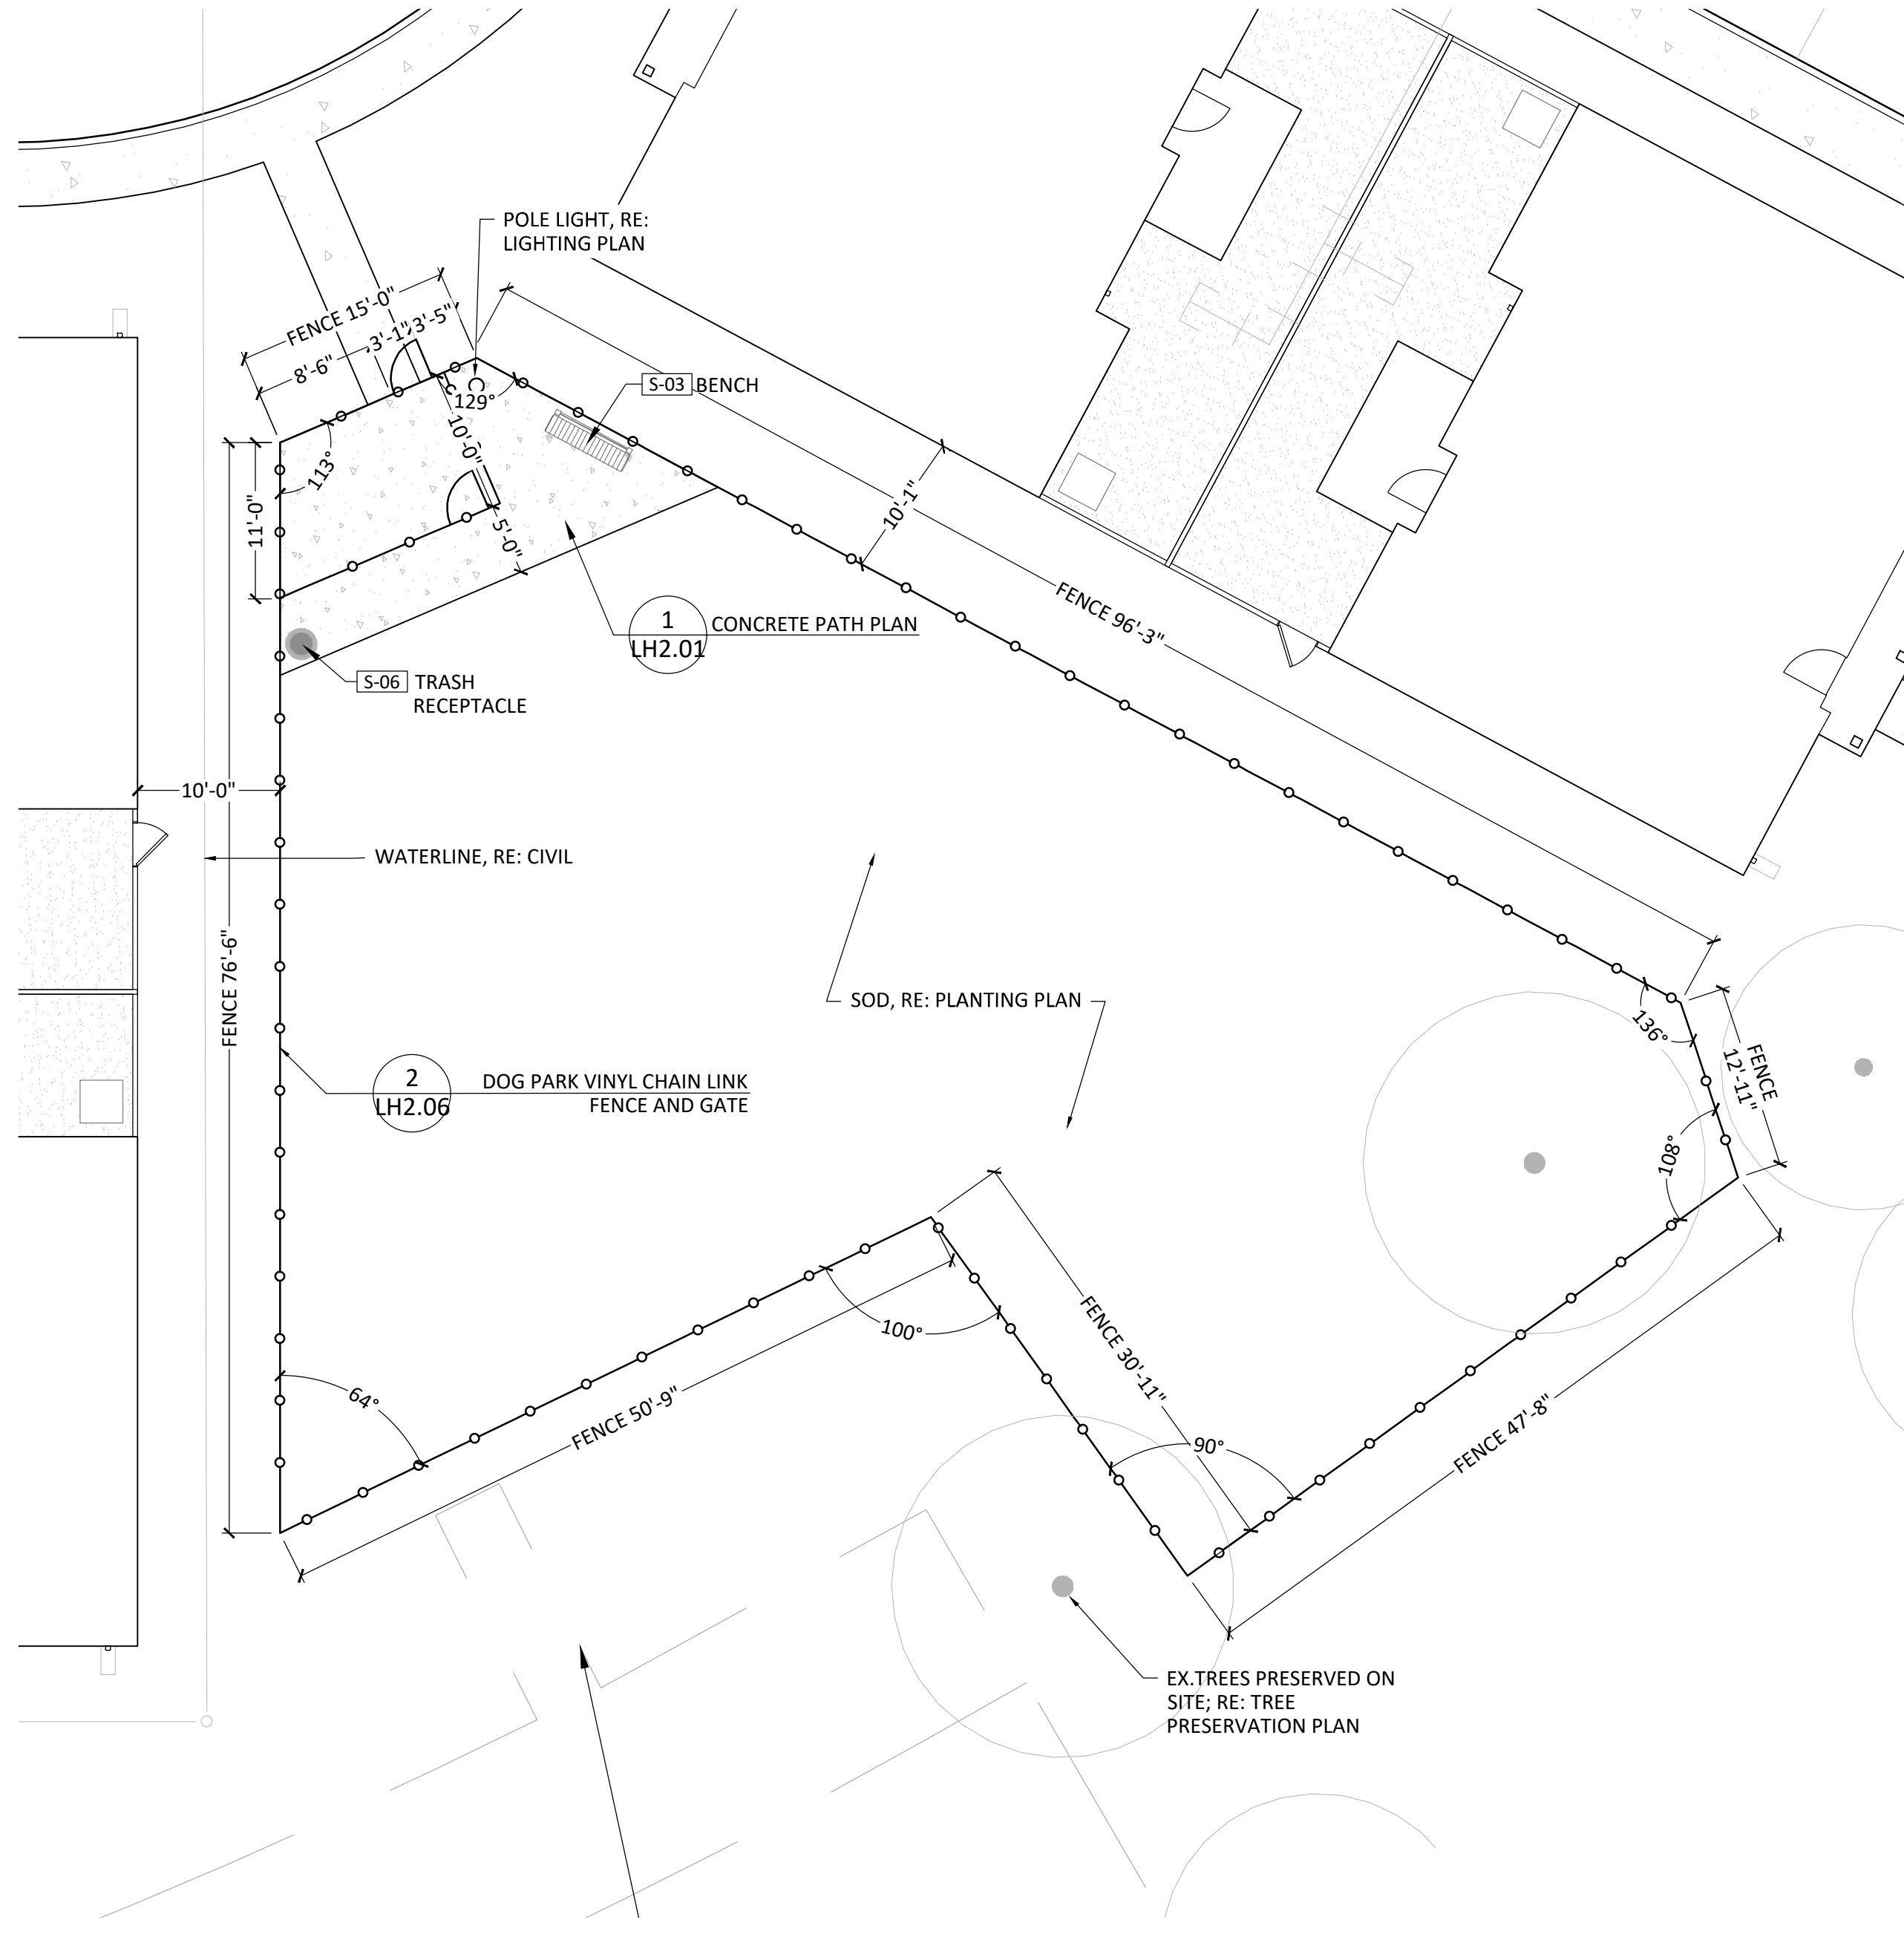 POLE LIGHT, RE:
LIGHTING PLAN
FENCE 15'-0"
3'-5"
3'-1"
8'-6"
S-03 BENCH
129°
10'-0"
113°
11'-0"
5'-0"
10'-1"
FENCE 96'-3"
1
LH2.01
CONCRETE PATH PLAN
S-06 TRASH
RECEPTACLE
10'-0"
WATERLINE, RE: CIVIL
FENCE 76'-6"
SOD, RE: PLANTING PLAN
136°
FENCE
12'-11"
2
LH2.06
DOG PARK VINYL CHAIN LINK
FENCE AND GATE
108°
100°
FENCE 30'-11"
64°
FENCE 50'-9"
90°
FENCE 47'-8"
EX.TREES PRESERVED ON
SITE; RE: TREE
PRESERVATION PLAN